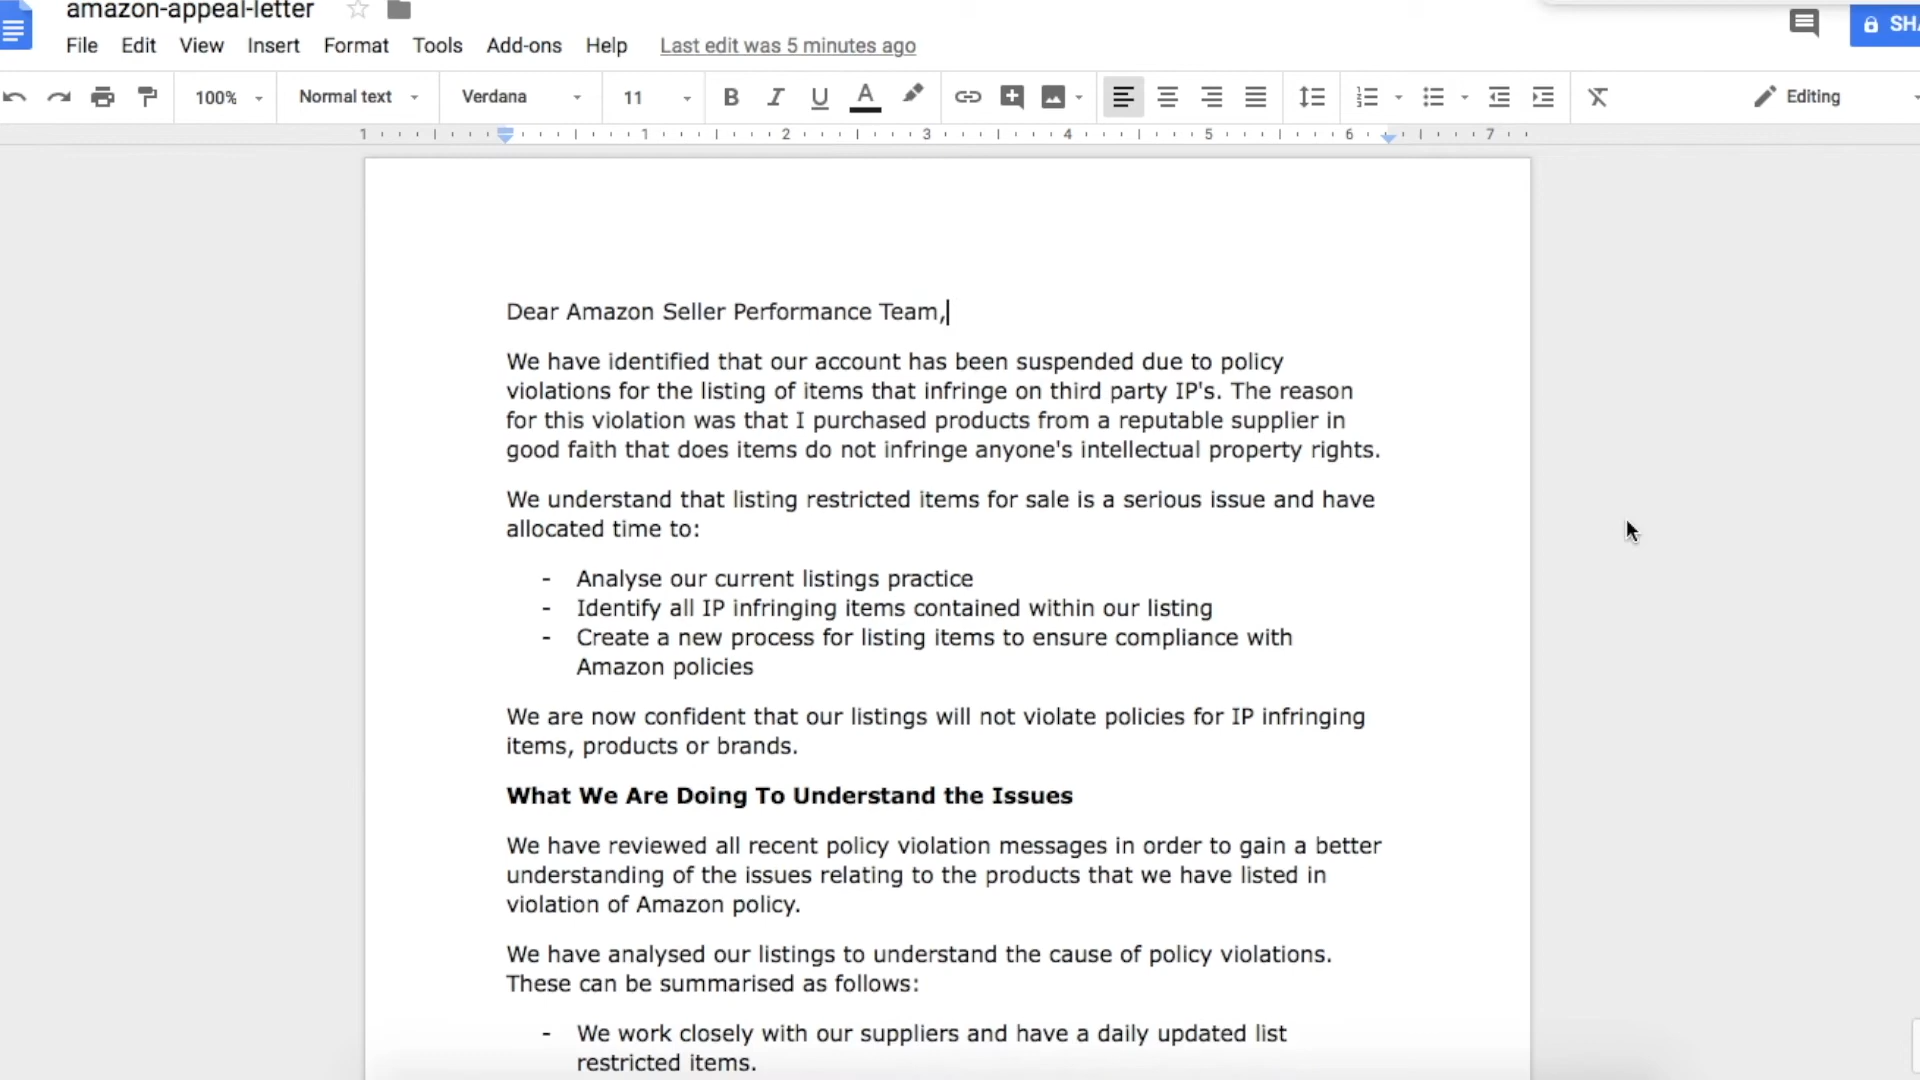 amazon-appeal-letter
File Edit View Insert Format Tools Add-ons Help Last edit was 5 minutes ago
100% Normal text Verdana 11 Editing
1 1 2 3 4 5 6 7
Dear Amazon Seller Performance Team,
We have identified that our account has been suspended due to policy
violations for the listing of items that infringe on third party IP's. The reason
for this violation was that I purchased products from a reputable supplier in
good faith that does items do not infringe anyone's intellectual property rights.
We understand that listing restricted items for sale is a serious issue and have
allocated time to:
- Analyse our current listings practice
- Identify all IP infringing items contained within our listing
- Create a new process for listing items to ensure compliance with
Amazon policies
We are now confident that our listings will not violate policies for IP infringing
items, products or brands.
What We Are Doing To Understand the Issues
We have reviewed all recent policy violation messages in order to gain a better
understanding of the issues relating to the products that we have listed in
violation of Amazon policy.
We have analysed our listings to understand the cause of policy violations.
These can be summarised as follows:
- We work closely with our suppliers and have a daily updated list
restricted items.